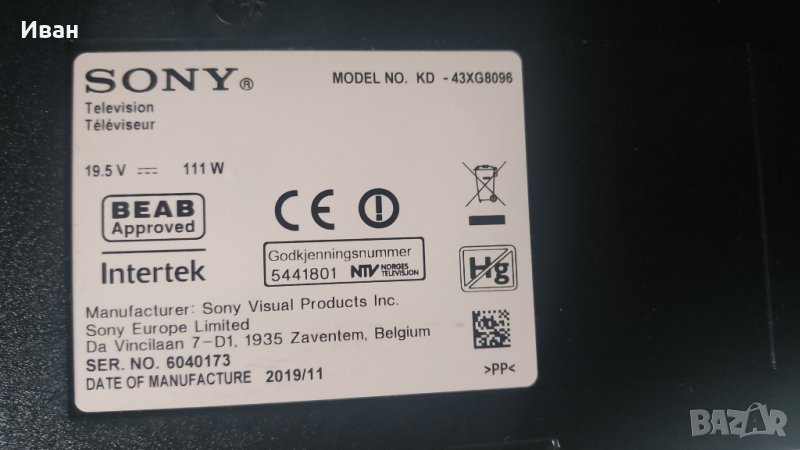 Иван
SONY®
MODEL NO. KD - 43XG8096
Television
Téléviseur
19.5 V 111 W
BEAB
Approved
Intertek
CE
Godkjenningsnummer
5441801 NTV NORGES TELEVISJON
Hg
Manufacturer: Sony Visual Products Inc.
Sony Europe Limited
Da Vincilaan 7-D1, 1935 Zaventem, Belgium
SER. NO. 6040173
DATE OF MANUFACTURE 2019/11
>PP<
BAZAR